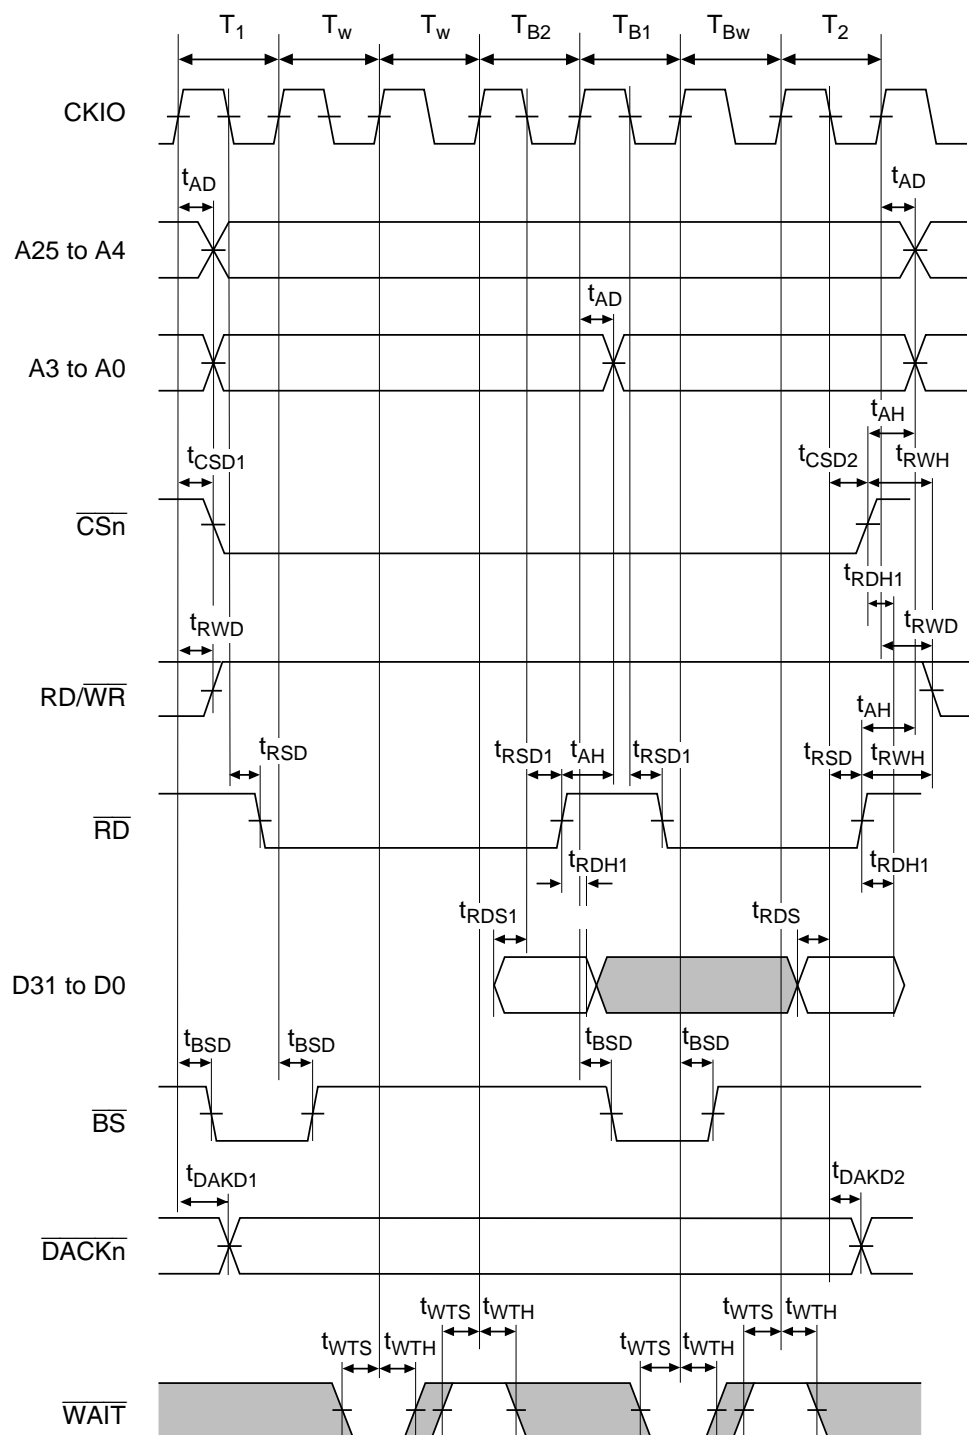 T1 Tw Tw TB2 TB1 TBw T2
CKIO
tAD tAD
A25 to A4
tAD
A3 to A0
tAH
tCSD1 tCSD2 tRWH
CSn
tRDH1
tRWD tRWD
RD/WR
tAH
tRSD tRSD1 tAH tRSD1 tRSD tRWH
RD
tRDH1 tRDH1
tRDS1 tRDS
D31 to D0
tBSD tBSD tBSD tBSD
BS
tDAKD1 tDAKD2
DACKn
tWTS tWTH tWTS tWTH
tWTS tWTH tWTS tWTH
WAIT